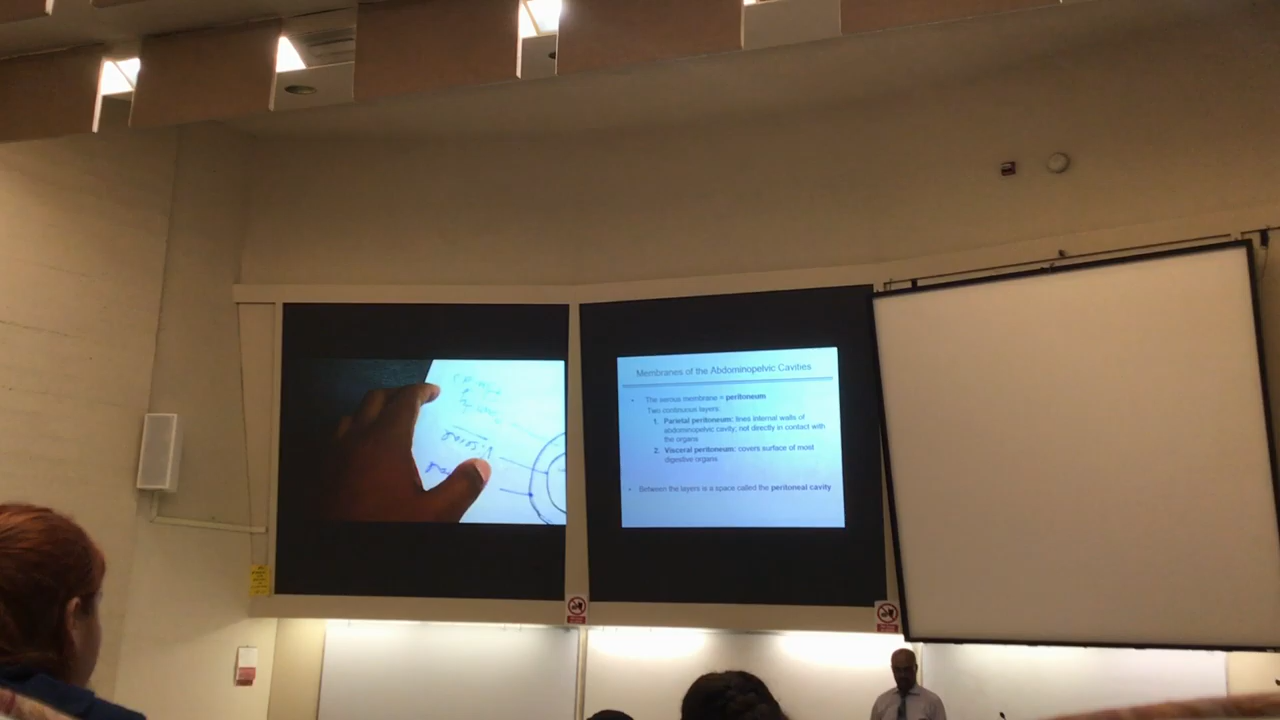 Visceral
Membranes of the Abdominopelvic Cavities
• The serous membrane = peritoneum
Two continuous layers:
1. Parietal peritoneum: lines internal walls of
abdominopelvic cavity; not directly in contact with
the organs
2. Visceral peritoneum: covers surface of most
digestive organs
• Between the layers is a space called the peritoneal cavity